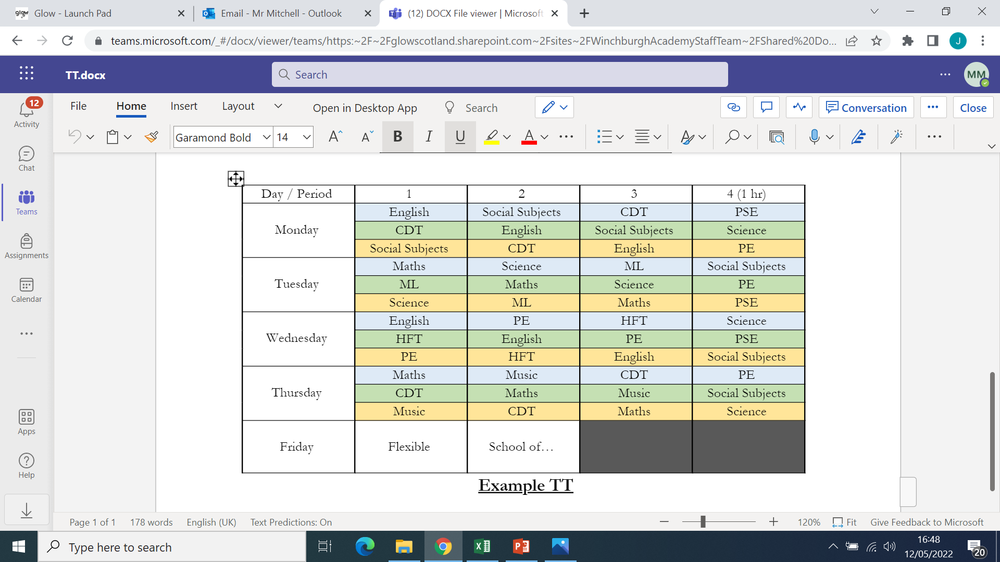 glow Glow - Launch Pad
Email - Mr Mitchell - Outlook
(12) DOCX File viewer | Microsoft
teams.microsoft.com/_#/docx/viewer/teams/https:~2F~2Fglowscotland.sharepoint.com~2Fsites~2FWinchburghAcademyStaffTeam~2FShared%20Do...
J
TT.docx
Search
MM
12
Activity
Chat
Teams
Assignments
Calendar
Apps
Help
File Home Insert Layout Open in Desktop App Search
Conversation
Close
Garamond Bold 14 A A B I U A
Day / Period 1 2 3 4 (1 hr)
Monday
English Social Subjects CDT PSE
CDT English Social Subjects Science
Social Subjects CDT English PE
Tuesday
Maths Science ML Social Subjects
ML Maths Science PE
Science ML Maths PSE
Wednesday
English PE HFT Science
HFT English PE PSE
PE HFT English Social Subjects
Thursday
Maths Music CDT PE
CDT Maths Music Social Subjects
Music CDT Maths Science
Friday Flexible School of…
Example TT
Page 1 of 1 178 words English (UK) Text Predictions: On
120% Fit Give Feedback to Microsoft
Type here to search
16:48
12/05/2022
20